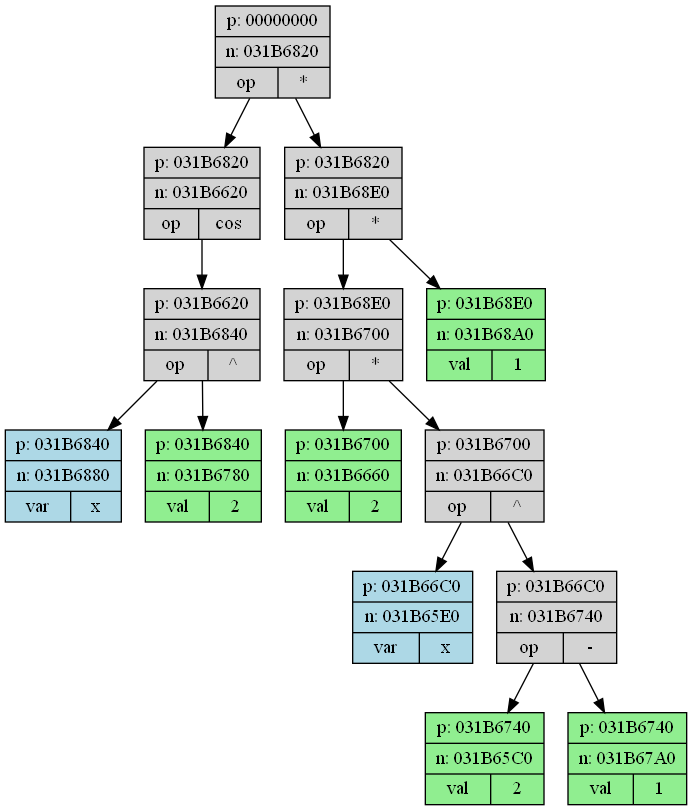 p: 00000000
n: 031B6820
op *
p: 031B6820
n: 031B6620
op cos
p: 031B6820
n: 031B68E0
op *
p: 031B6620
n: 031B6840
op ^
p: 031B68E0
n: 031B6700
op *
p: 031B68E0
n: 031B68A0
val 1
p: 031B6840
n: 031B6880
var x
p: 031B6840
n: 031B6780
val 2
p: 031B6700
n: 031B6660
val 2
p: 031B6700
n: 031B66C0
op ^
p: 031B66C0
n: 031B65E0
var x
p: 031B66C0
n: 031B6740
op -
p: 031B6740
n: 031B65C0
val 2
p: 031B6740
n: 031B67A0
val 1